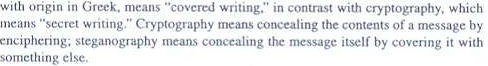 with origin in Greek, means “covered writing,” in contrast with cryptography, which
means “secret writing.” Cryptography means concealing the contents of a message by
enciphering; steganography means concealing the message itself by covering it with
something else.